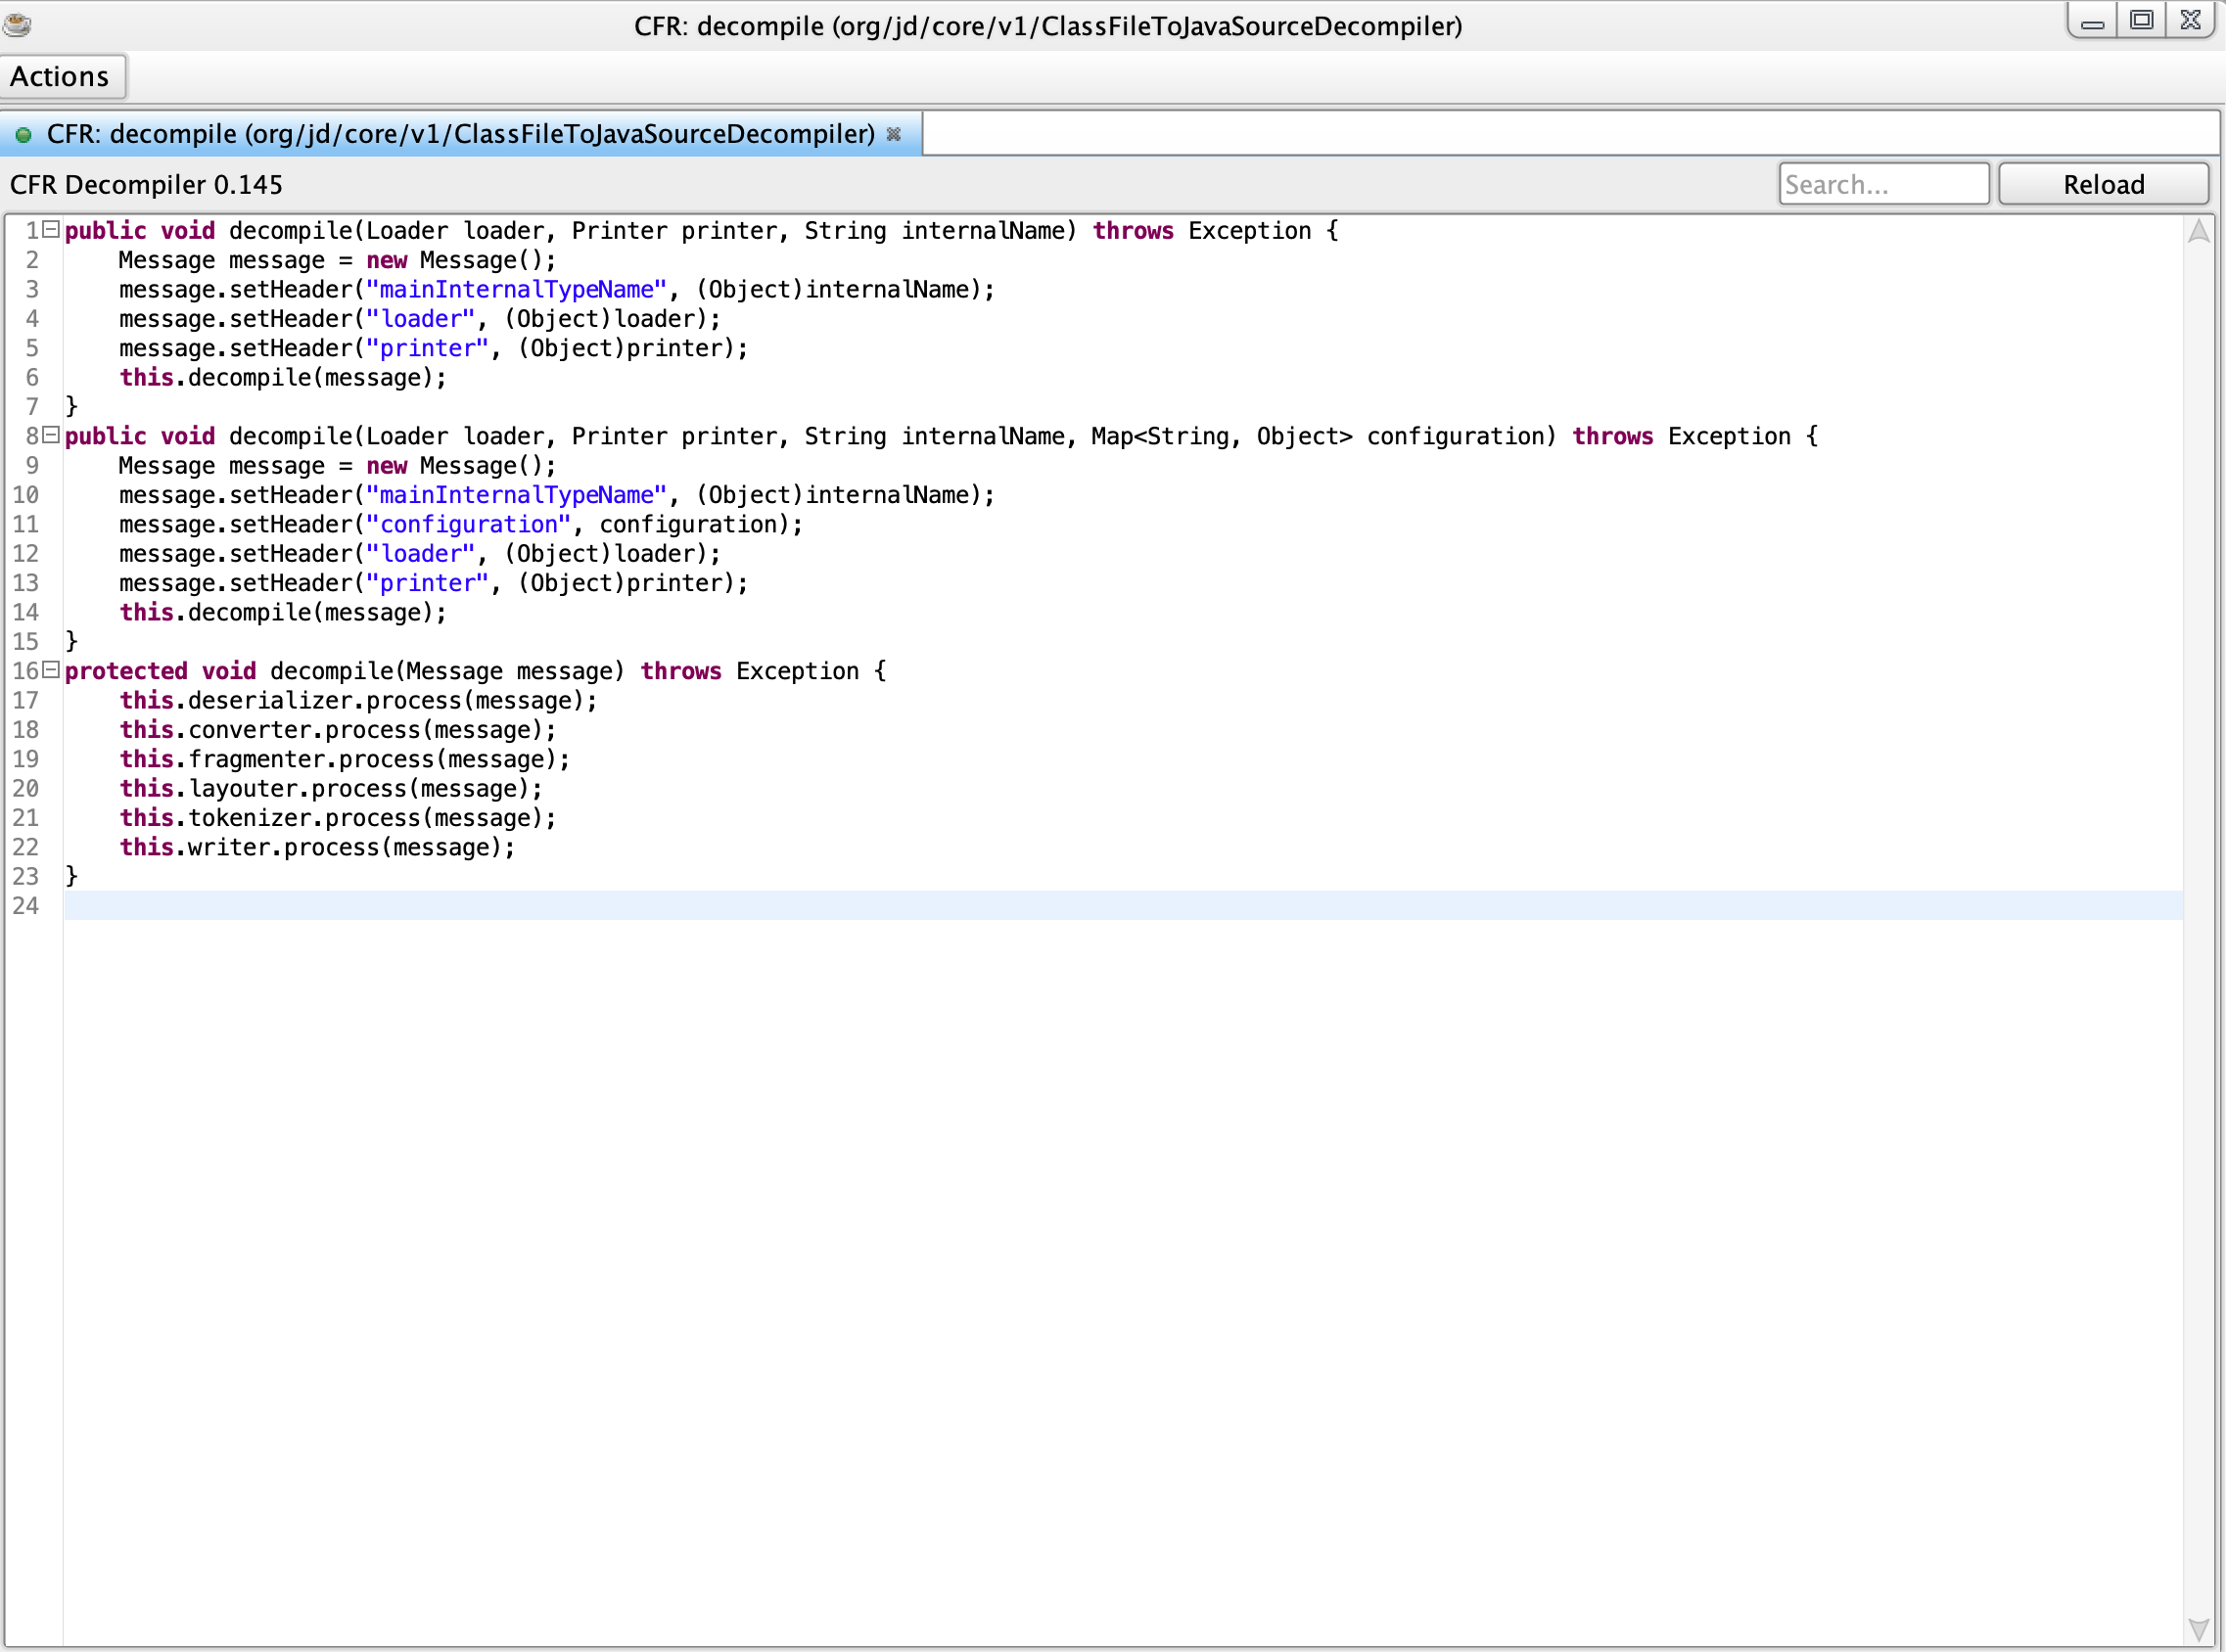 CFR: decompile (org/jd/core/v1/ClassFileToJavaSourceDecompiler)
Actions
CFR: decompile (org/jd/core/v1/ClassFileToJavaSourceDecompiler)
CFR Decompiler 0.145 Search... Reload
1 public void decompile(Loader loader, Printer printer, String internalName) throws Exception {
2     Message message = new Message();
3     message.setHeader("mainInternalTypeName", (Object)internalName);
4     message.setHeader("loader", (Object)loader);
5     message.setHeader("printer", (Object)printer);
6     this.decompile(message);
7 }
8 public void decompile(Loader loader, Printer printer, String internalName, Map<String, Object> configuration) throws Exception {
9     Message message = new Message();
10     message.setHeader("mainInternalTypeName", (Object)internalName);
11     message.setHeader("configuration", configuration);
12     message.setHeader("loader", (Object)loader);
13     message.setHeader("printer", (Object)printer);
14     this.decompile(message);
15 }
16 protected void decompile(Message message) throws Exception {
17     this.deserializer.process(message);
18     this.converter.process(message);
19     this.fragmenter.process(message);
20     this.layouter.process(message);
21     this.tokenizer.process(message);
22     this.writer.process(message);
23 }
24